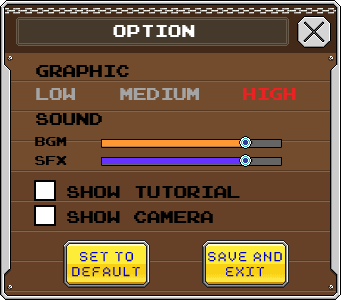 OPTION
GRAPHIC
LOW MEDIUM HIGH
SOUND
BGM
SFX
SHOW TUTORIAL
SHOW CAMERA
SET TO
DEFAULT
SAVE AND
EXIT